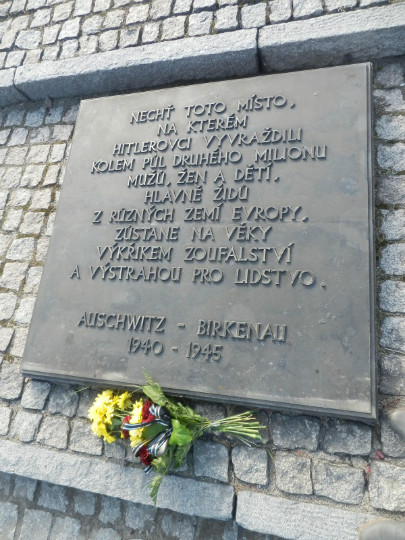 NECHŤ TOTO MÍSTO,
NA KTERÉM
HITLEROVCI VYVRAŽDILI
KOLEM PŮL DRUHÉHO MILIONU
MUŽŮ, ŽEN A DĚTÍ,
HLAVNĚ ŽIDŮ
Z RŮZNÝCH ZEMÍ EVROPY,
ZŮSTANE NA VĚKY
VÝKŘIKEM ZOUFALSTVÍ
A VÝSTRAHOU PRO LIDSTVO.
AUSCHWITZ - BIRKENAU
1940 - 1945